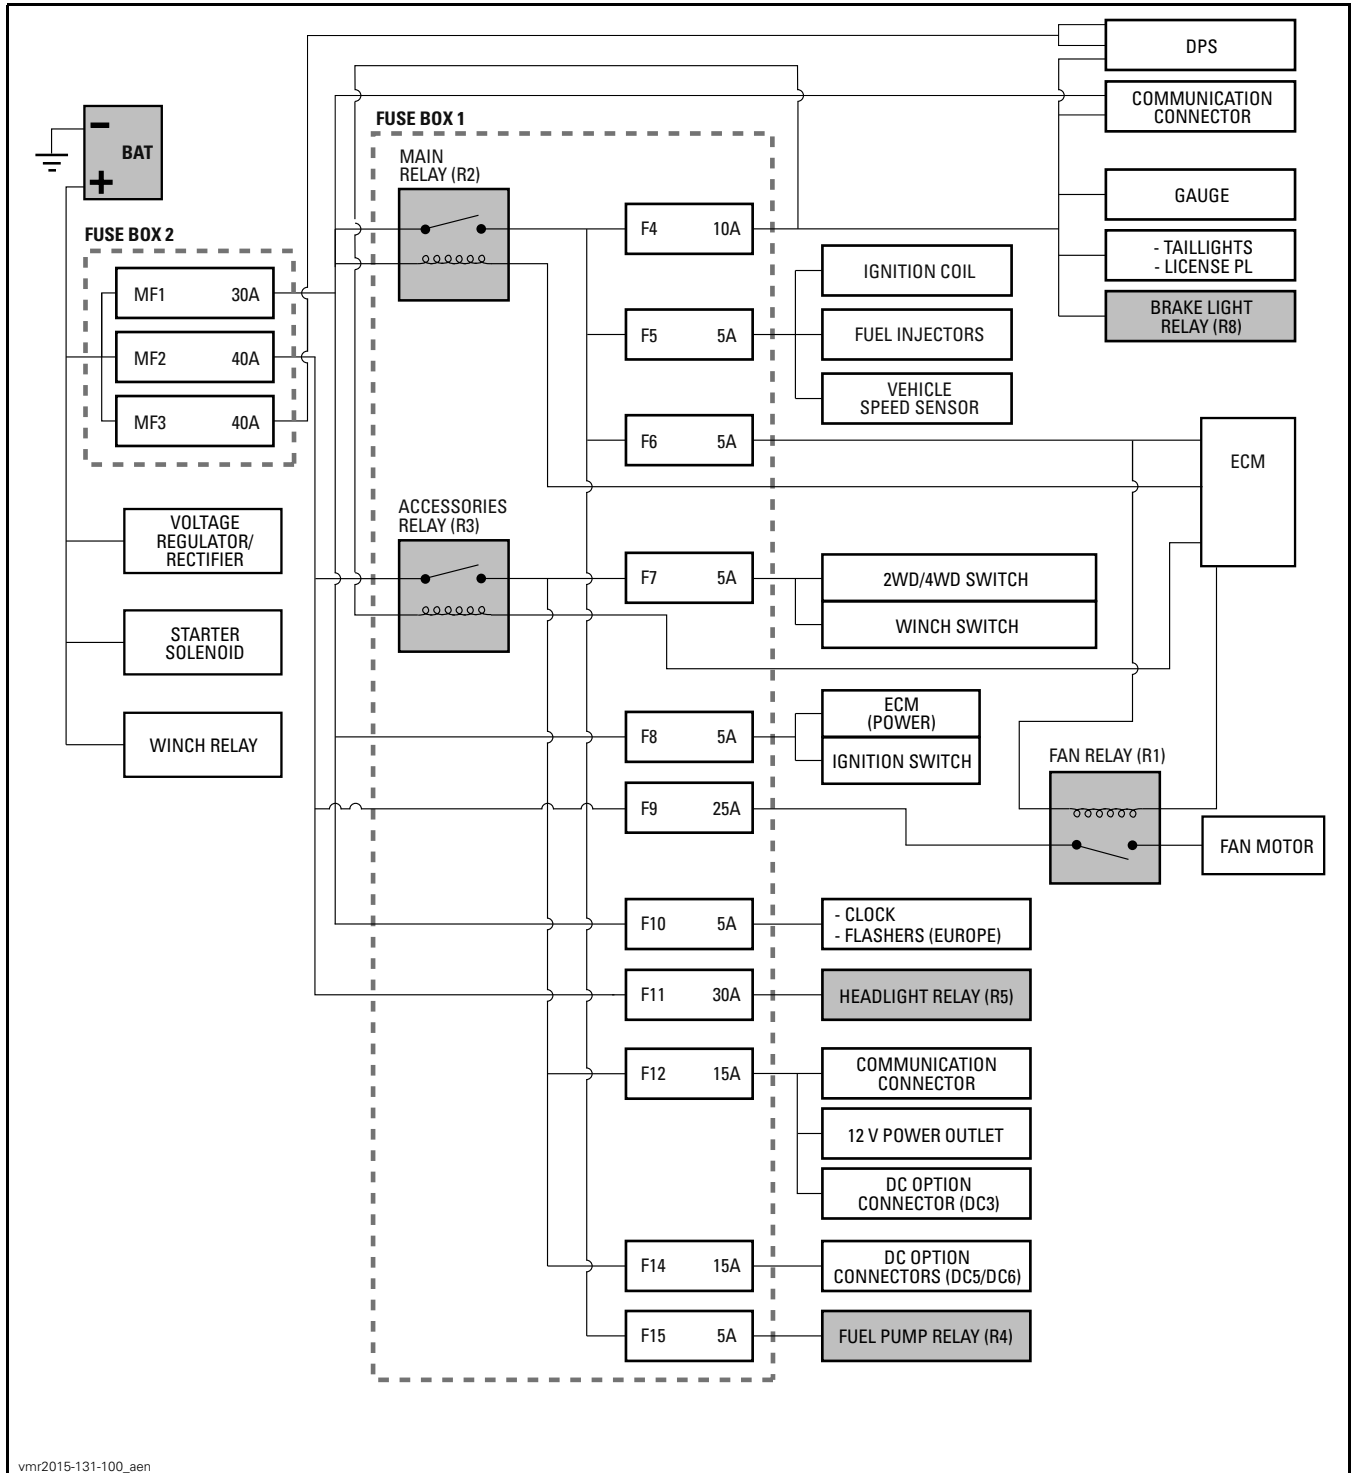 DPS
COMMUNICATION
CONNECTOR
FUSE BOX 1
BAT
MAIN
RELAY (R2)
GAUGE
F4 10A
FUSE BOX 2
- TAILLIGHTS
- LICENSE PL
IGNITION COIL
MF1 30A
BRAKE LIGHT
RELAY (R8)
F5 5A
FUEL INJECTORS
MF2 40A
VEHICLE
SPEED SENSOR
MF3 40A
F6 5A
ECM
ACCESSORIES
RELAY (R3)
VOLTAGE
REGULATOR/
RECTIFIER
F7 5A
2WD/4WD SWITCH
WINCH SWITCH
STARTER
SOLENOID
ECM
(POWER)
F8 5A
WINCH RELAY
IGNITION SWITCH
FAN RELAY (R1)
F9 25A
FAN MOTOR
F10 5A
- CLOCK
- FLASHERS (EUROPE)
F11 30A
HEADLIGHT RELAY (R5)
F12 15A
COMMUNICATION
CONNECTOR
12 V POWER OUTLET
DC OPTION
CONNECTOR (DC3)
F14 15A
DC OPTION
CONNECTORS (DC5/DC6)
F15 5A
FUEL PUMP RELAY (R4)
vmr2015-131-100_aen